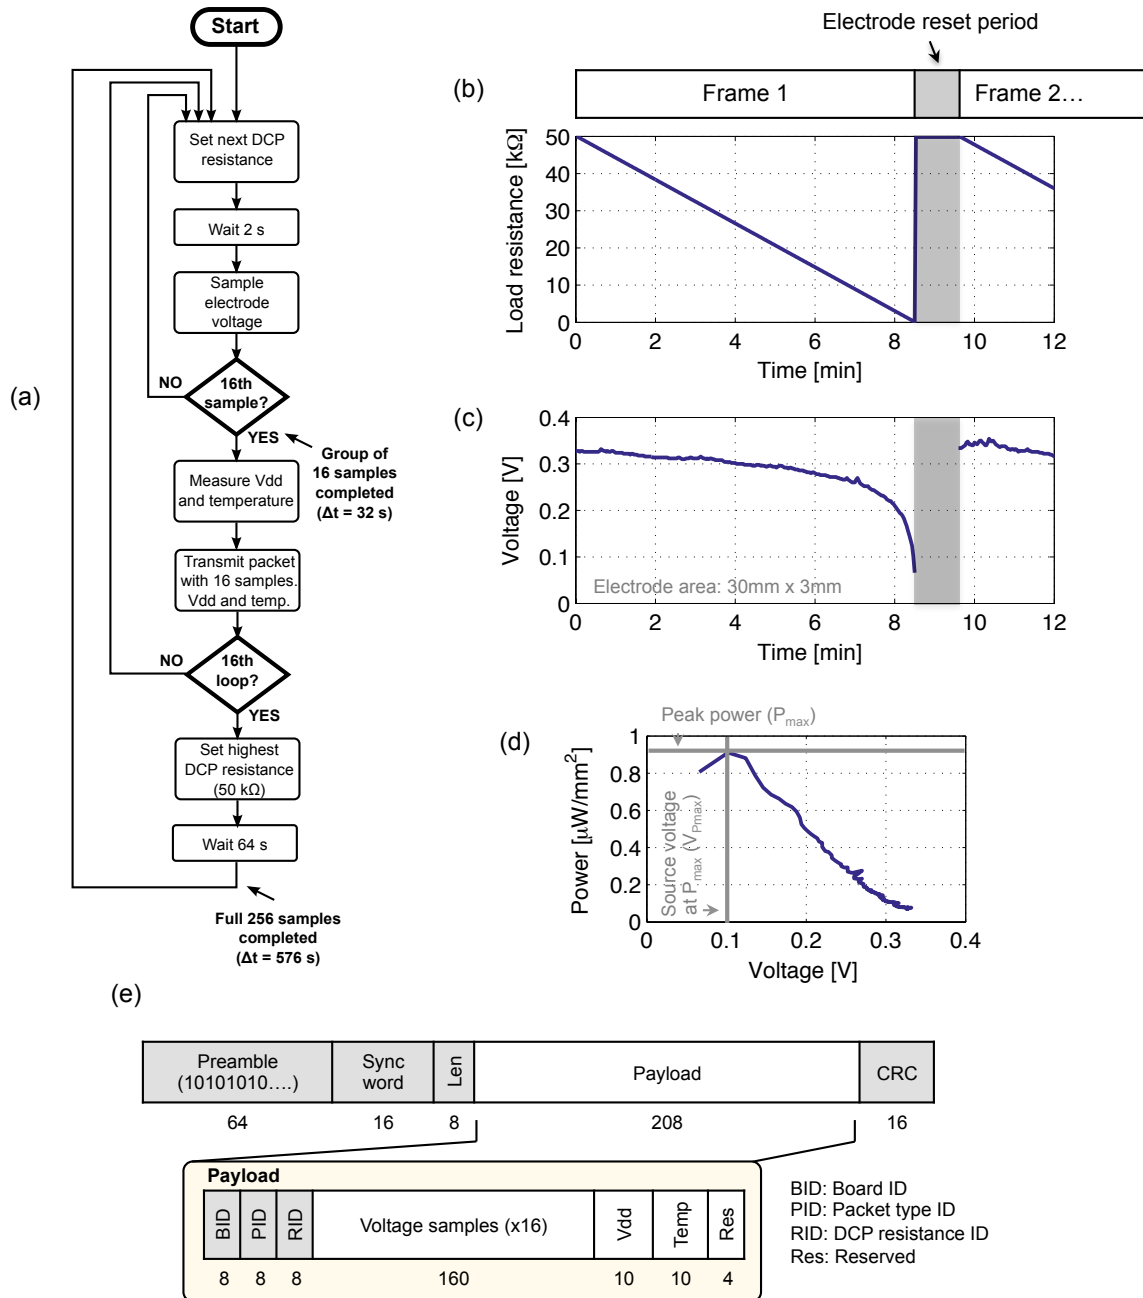 (a)
Start
Set next DCP
resistance
Wait 2 s
Sample
electrode
voltage
NO
16th
sample?
YES
Group of
16 samples
completed
(Δt = 32 s)
Measure Vdd
and temperature
Transmit packet
with 16 samples.
Vdd and temp.
NO
16th
loop?
YES
Set highest
DCP resistance
(50 kΩ)
Wait 64 s
Full 256 samples
completed
(Δt = 576 s)
Electrode reset period
(b)
Frame 1
Frame 2…
Load resistance [kΩ]
50
40
30
20
10
0
0 2 4 6 8 10 12
Time [min]
(c)
Voltage [V]
0.4
0.3
0.2
0.1
0
Electrode area: 30mm x 3mm
0 2 4 6 8 10 12
Time [min]
(d)
Peak power (Pmax)
Power [µW/mm²]
1
0.8
0.6
0.4
0.2
0
Source voltage
at Pmax (VPmax)
0 0.1 0.2 0.3 0.4
Voltage [V]
(e)
Preamble
(10101010….)
Sync
word
Len
Payload
CRC
64 16 8 208 16
Payload
BID PID RID Voltage samples (x16) Vdd Temp Res
8 8 8 160 10 10 4
BID: Board ID
PID: Packet type ID
RID: DCP resistance ID
Res: Reserved